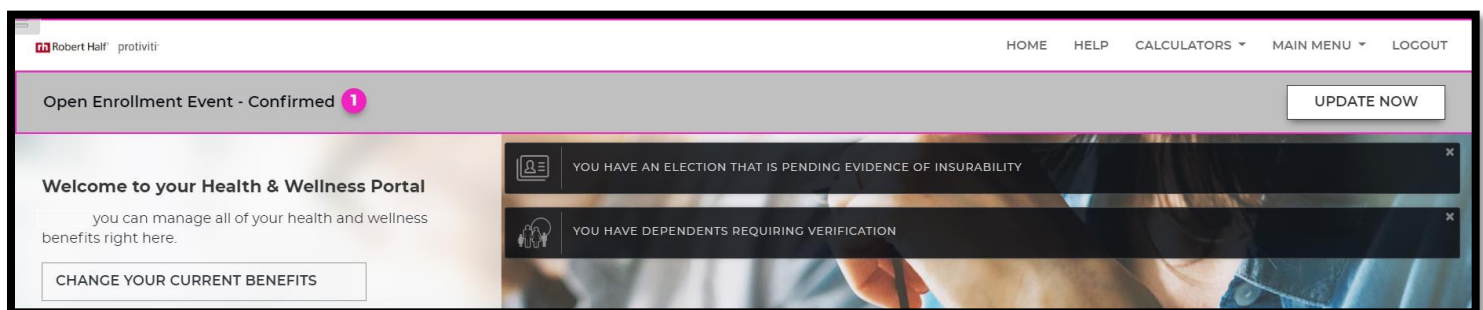 rh Robert Half protiviti
HOME HELP CALCULATORS MAIN MENU LOGOUT
Open Enrollment Event - Confirmed 1
UPDATE NOW
Welcome to your Health & Wellness Portal
you can manage all of your health and wellness
benefits right here.
CHANGE YOUR CURRENT BENEFITS
YOU HAVE AN ELECTION THAT IS PENDING EVIDENCE OF INSURABILITY
YOU HAVE DEPENDENTS REQUIRING VERIFICATION